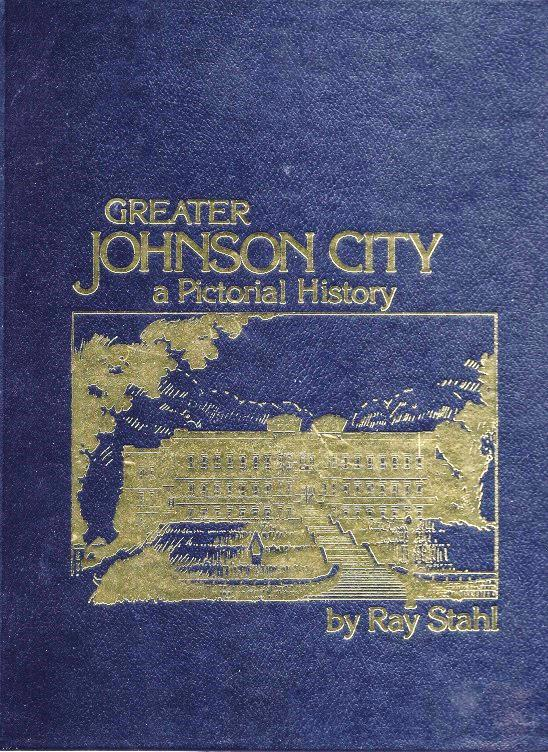 GREATER
JOHNSON CITY
a Pictorial History
by Ray Stahl